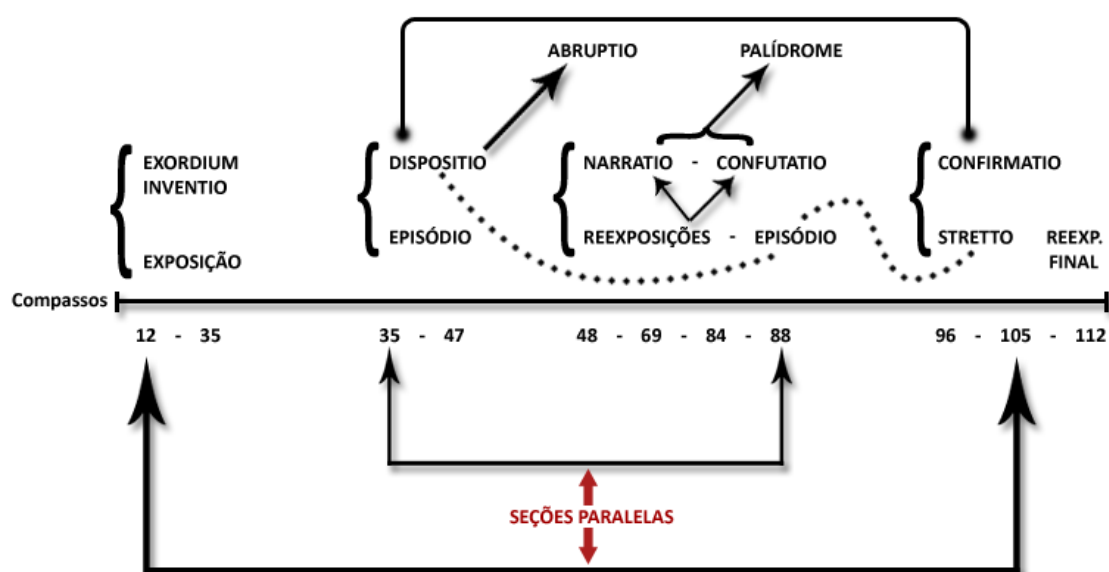 ABRUPTIO PALÍDROME
EXORDIUM DISPOSITIO NARRATIO - CONFUTATIO CONFIRMATIO
INVENTIO
EPISÓDIO REEXPOSIÇÕES - EPISÓDIO STRETTO REEXP.
EXPOSIÇÃO FINAL
Compassos
12 - 35 35 - 47 48 - 69 - 84 - 88 96 - 105 - 112
SEÇÕES PARALELAS